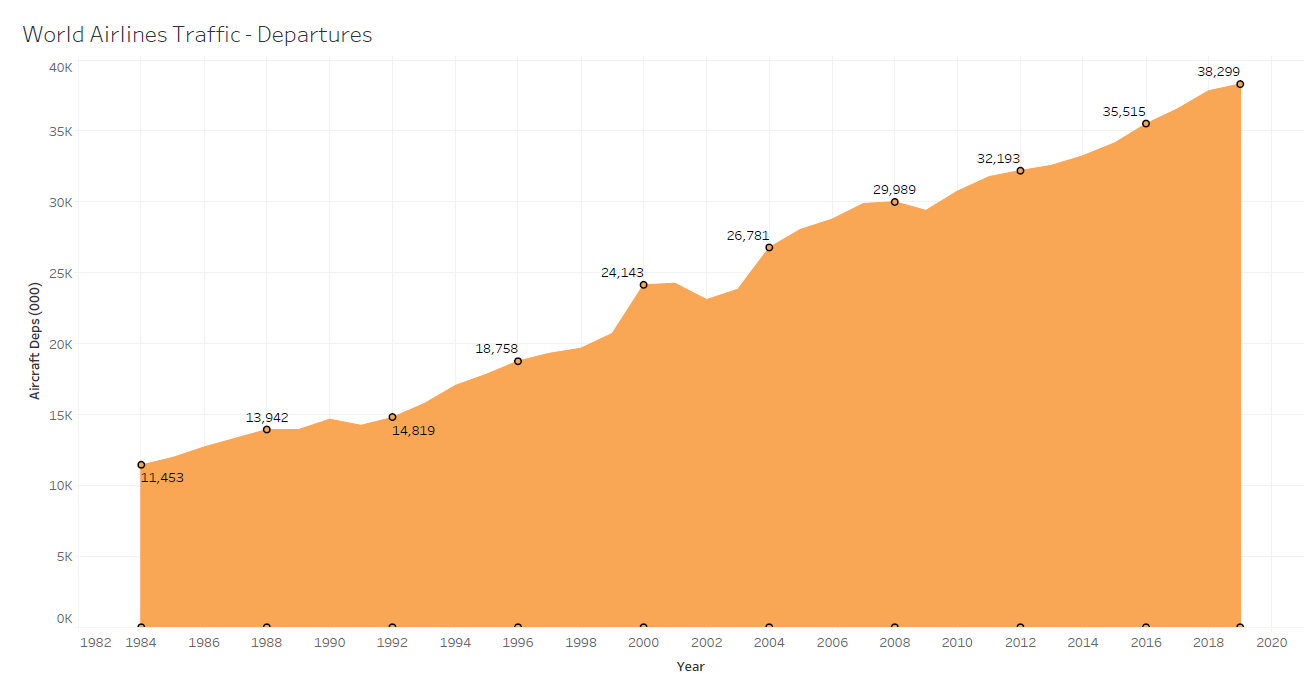 World Airlines Traffic - Departures
40K
38,299
35,515
35K
32,193
30K
29,989
26,781
25K
24,143
Aircraft Deps (000)
20K
18,758
15K
13,942
14,819
11,453
10K
5K
0K
1982 1984 1986 1988 1990 1992 1994 1996 1998 2000 2002 2004 2006 2008 2010 2012 2014 2016 2018 2020
Year